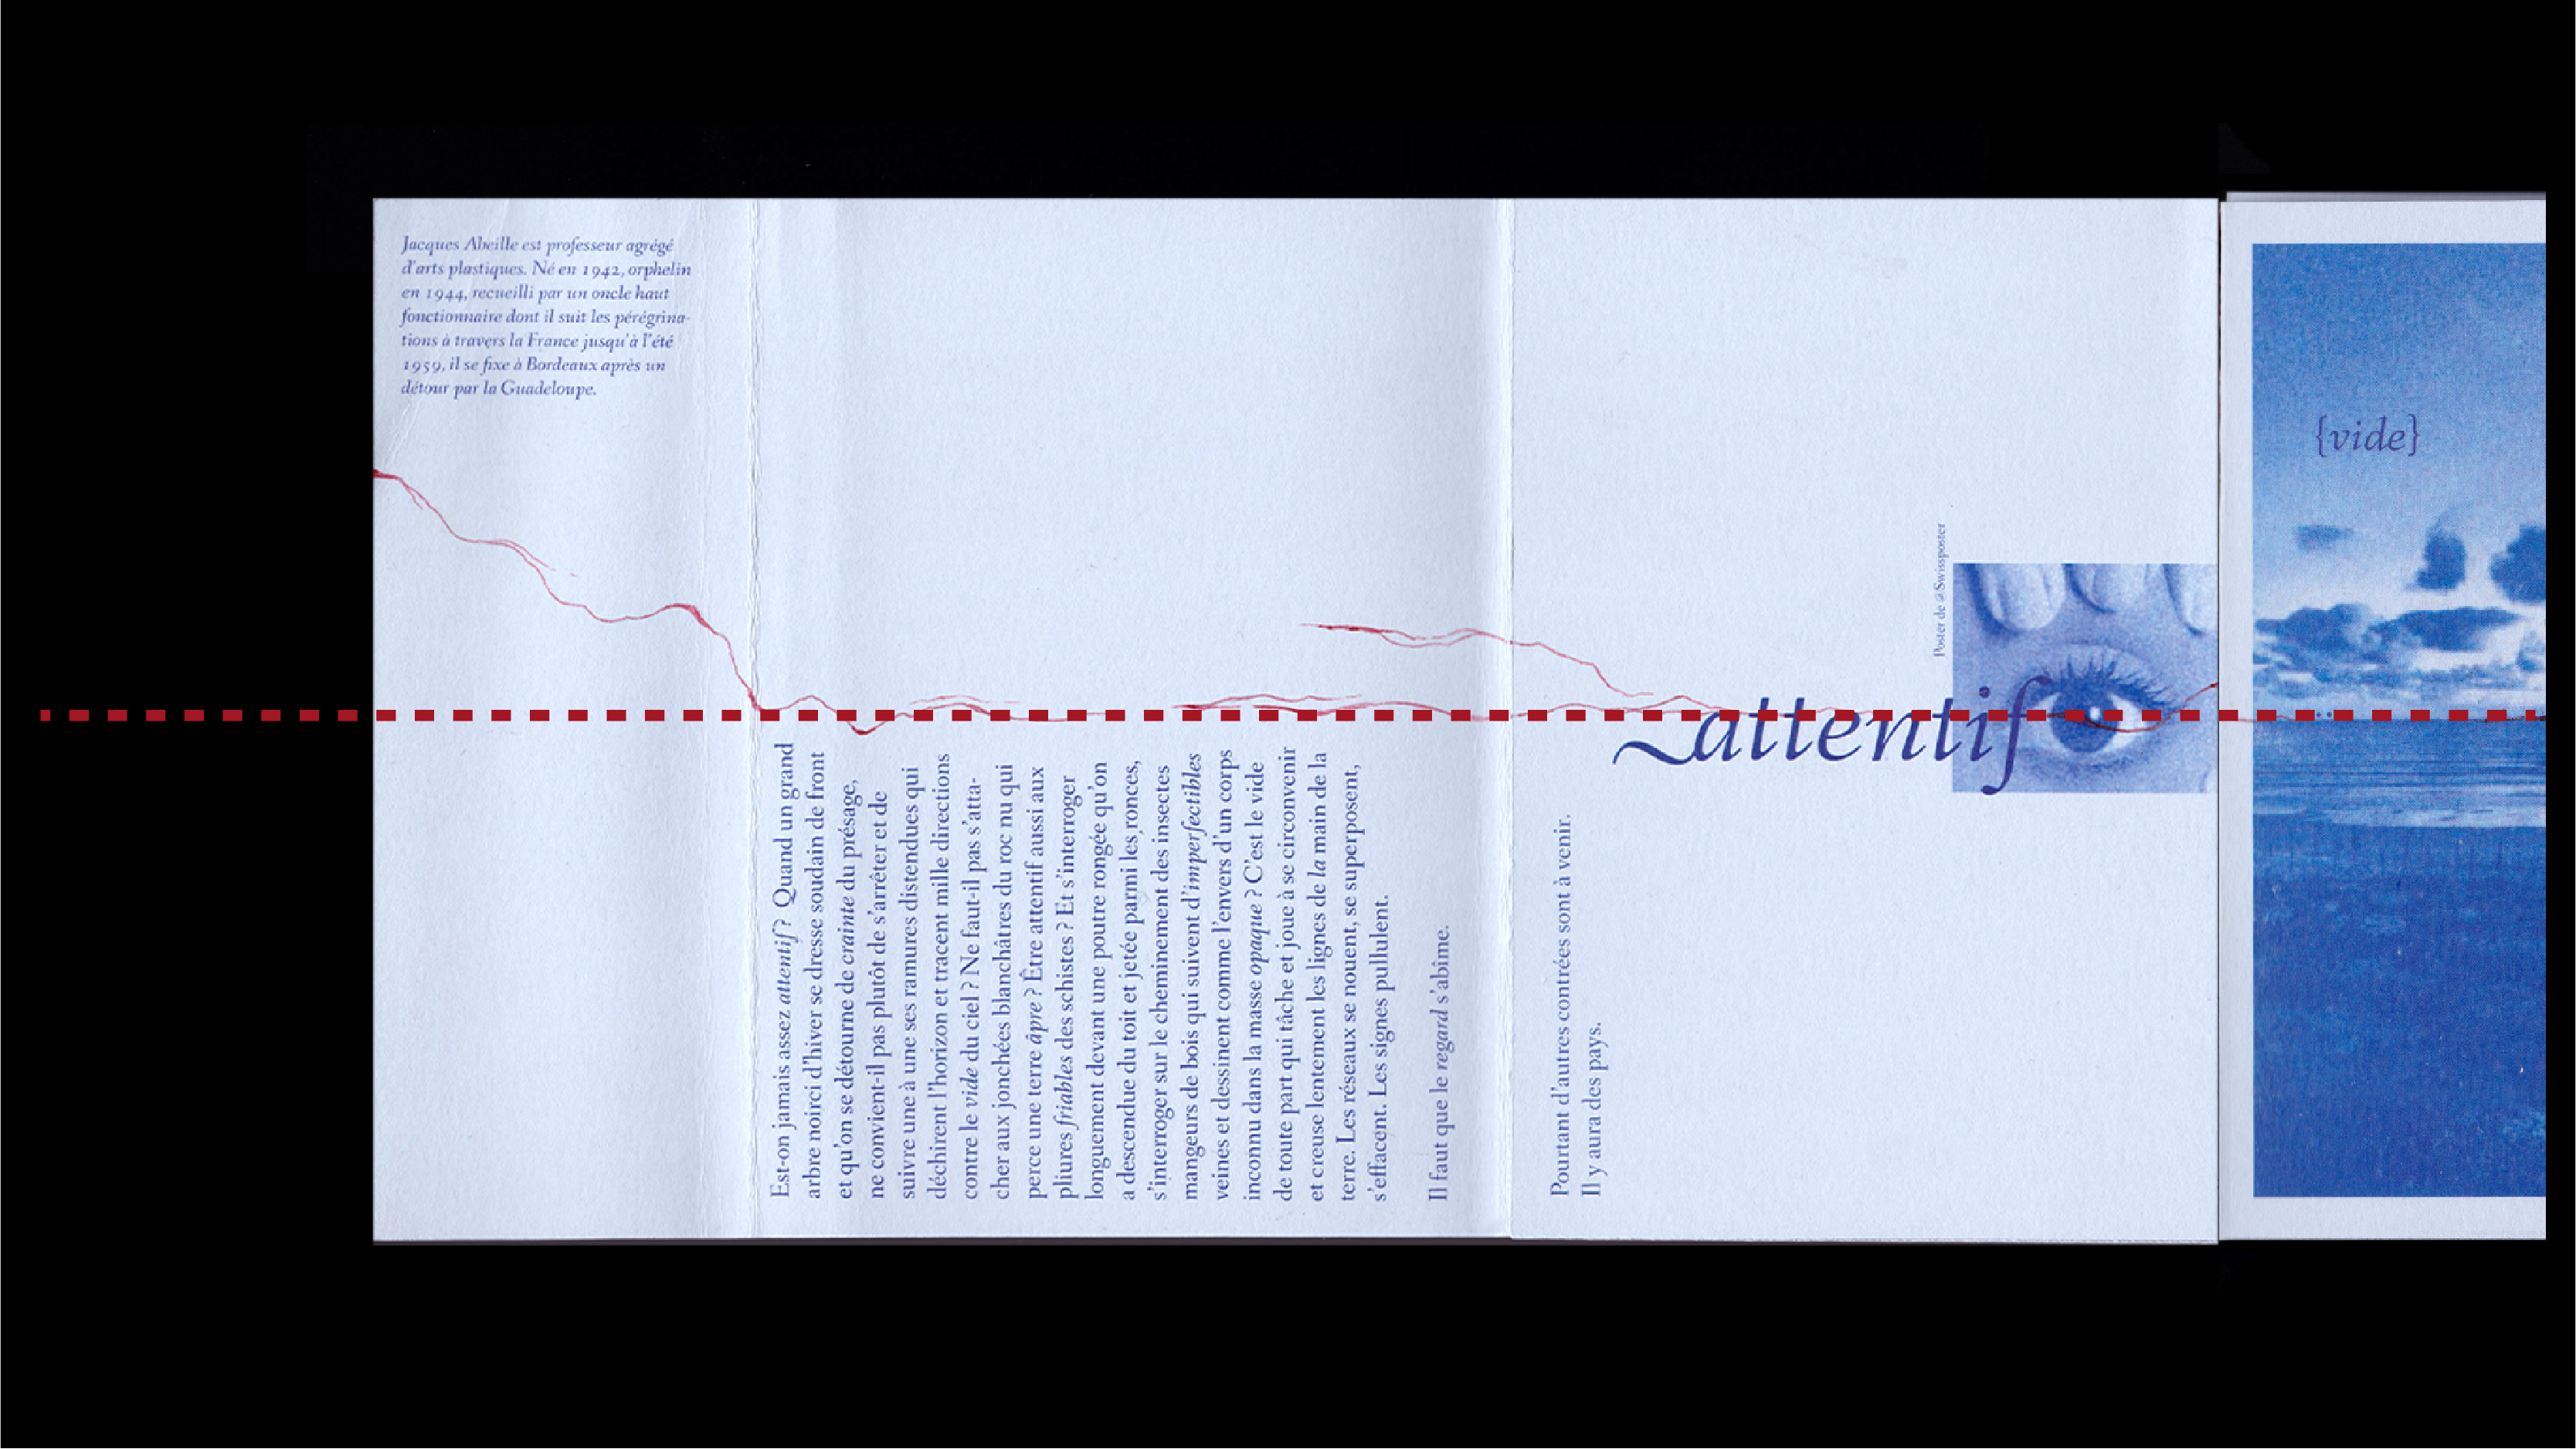 Jacques Abeille est professeur agrégé
d'arts plastiques. Né en 1942, orphelin
en 1944, recueilli par un oncle haut
fonctionnaire dont il suit les pérégrina-
tions à travers la France jusqu'à l'été
1959, il se fixe à Bordeaux après un
détour par la Guadeloupe.
Est-on jamais assez attentif ? Quand un grand
arbre noirci d'hiver se dresse soudain de front
et qu'on se détourne de crainte du présage,
ne convient-il pas plutôt de s'arrêter et de
suivre une à une ses ramures distendues qui
déchirent l'horizon et tracent mille directions
contre le vide du ciel ? Ne faut-il pas s'atta-
cher aux jonchées blanchâtres du roc nu qui
perce une terre âpre ? Être attentif aussi aux
pliures friables des schistes ? Et s'interroger
longuement devant une poutre rongée qu'on
a descendue du toit et jetée parmi les ronces,
s'interroger sur le cheminement des insectes
mangeurs de bois qui suivent d'imperfectibles
veines et dessinent comme l'envers d'un corps
inconnu dans la masse opaque ? C'est le vide
de toute part qui tâche et joue à se circonvenir
et creuse lentement les lignes de la main de la
terre. Les réseaux se nouent, se superposent,
s'effacent. Les signes pullulent.
Il faut que le regard s'abîme.
Pourtant d'autres contrées sont à venir.
Il y aura des pays.
attentif
Poster de @Swissposter
{vide}